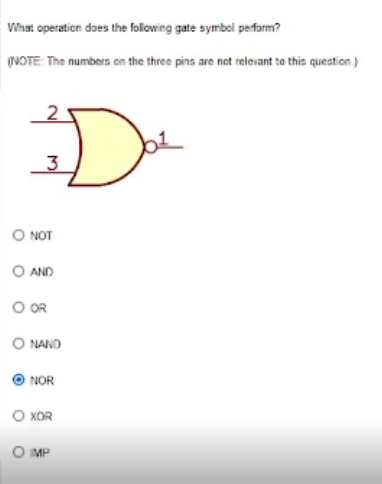 What operation does the following gate symbol perform?
(NOTE: The numbers on the three pins are not relevant to this question.)
2
1
3
NOT
AND
OR
NAND
NOR
XOR
IMP